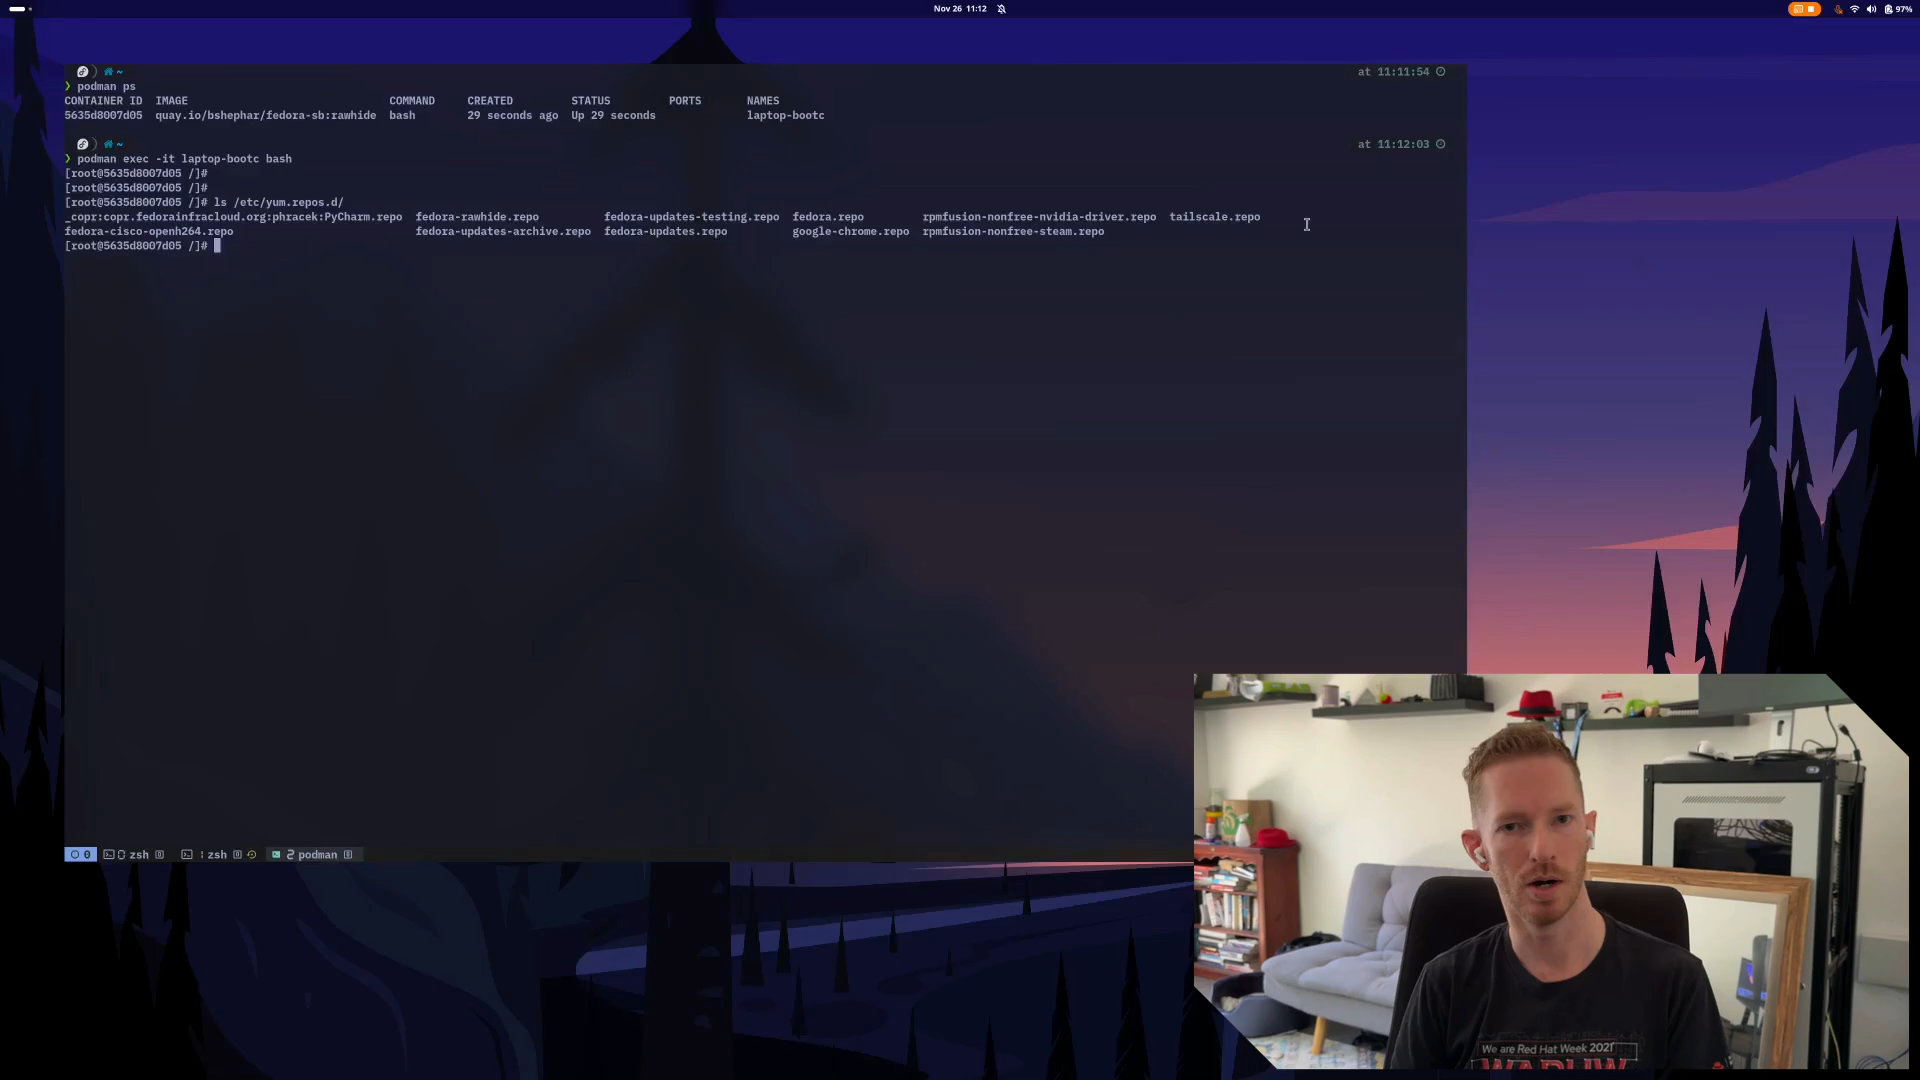 Nov 26 11:12
97%
~ at 11:11:54
❯ podman ps
CONTAINER ID IMAGE COMMAND CREATED STATUS PORTS NAMES
5635d8007d05 quay.io/bshephar/fedora-sb:rawhide bash 29 seconds ago Up 29 seconds laptop-bootc
~ at 11:12:03
❯ podman exec -it laptop-bootc bash
[root@5635d8007d05 /]#
[root@5635d8007d05 /]#
[root@5635d8007d05 /]# ls /etc/yum.repos.d/
_copr:copr.fedorainfracloud.org:phracek:PyCharm.repo fedora-rawhide.repo fedora-updates-testing.repo fedora.repo rpmfusion-nonfree-nvidia-driver.repo tailscale.repo
fedora-cisco-openh264.repo fedora-updates-archive.repo fedora-updates.repo google-chrome.repo rpmfusion-nonfree-steam.repo
[root@5635d8007d05 /]#
0 zsh zsh 2 podman
We are Red Hat Week 2021